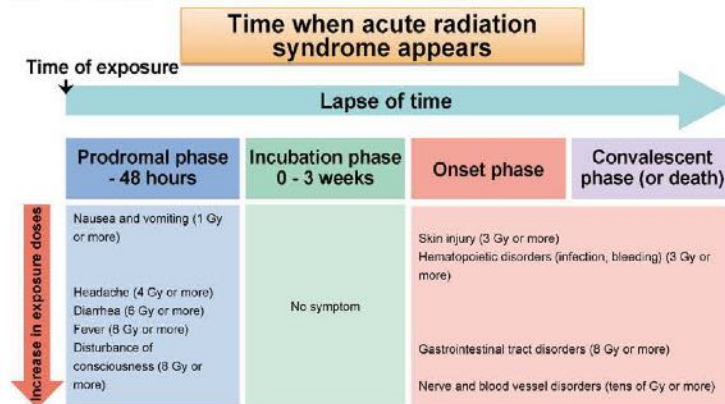 Time when acute radiation
syndrome appears
Time of exposure
Lapse of time
Prodromal phase
- 48 hours
Incubation phase
0 - 3 weeks
Onset phase
Convalescent
phase (or death)
Increase in exposure doses
Nausea and vomiting (1 Gy
or more)
Headache (4 Gy or more)
Diarrhea (6 Gy or more)
Fever (6 Gy or more)
Disturbance of
consciousness (8 Gy or
more)
No symptom
Skin injury (3 Gy or more)
Hematopoietic disorders (infection, bleeding) (3 Gy or
more)
Gastrointestinal tract disorders (8 Gy or more)
Nerve and blood vessel disorders (tens of Gy or more)